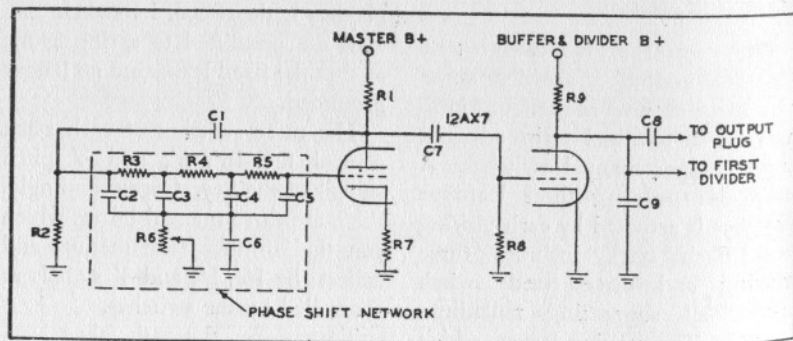 MASTER B+
BUFFER & DIVIDER B+
R1
R9
C1
12AX7
C7
C8
TO OUTPUT
PLUG
TO FIRST
DIVIDER
R3
R4
R5
C2
C3
C4
C5
C9
R2
R6
C6
R7
R8
PHASE SHIFT NETWORK